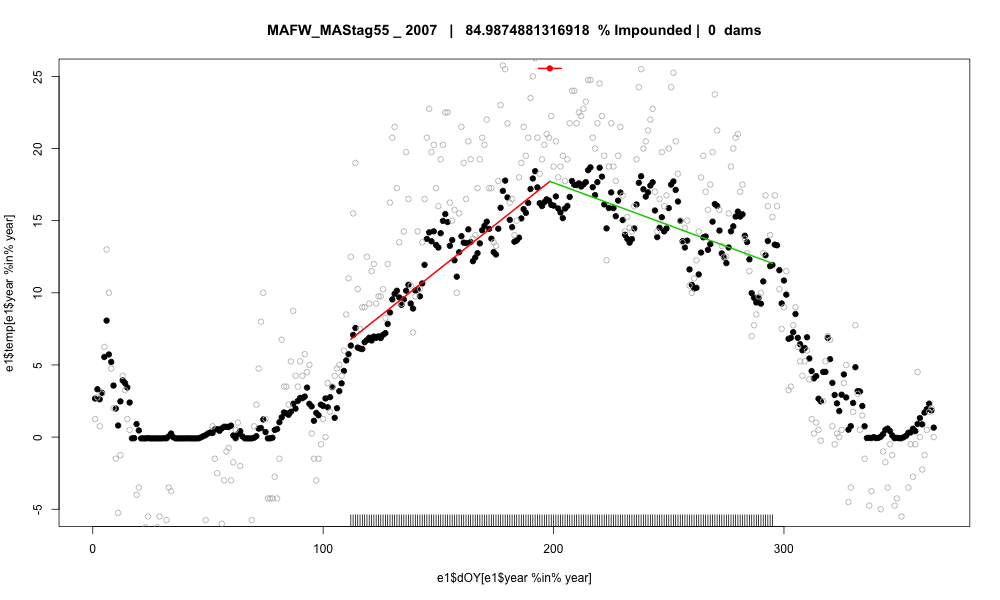 MAFW_MAStag55 _ 2007 | 84.9874881316918 % Impounded | 0 dams
25
20
15
10
5
0
-5
e1$temp[e1$year %in% year]
0 100 200 300
e1$dOY[e1$year %in% year]